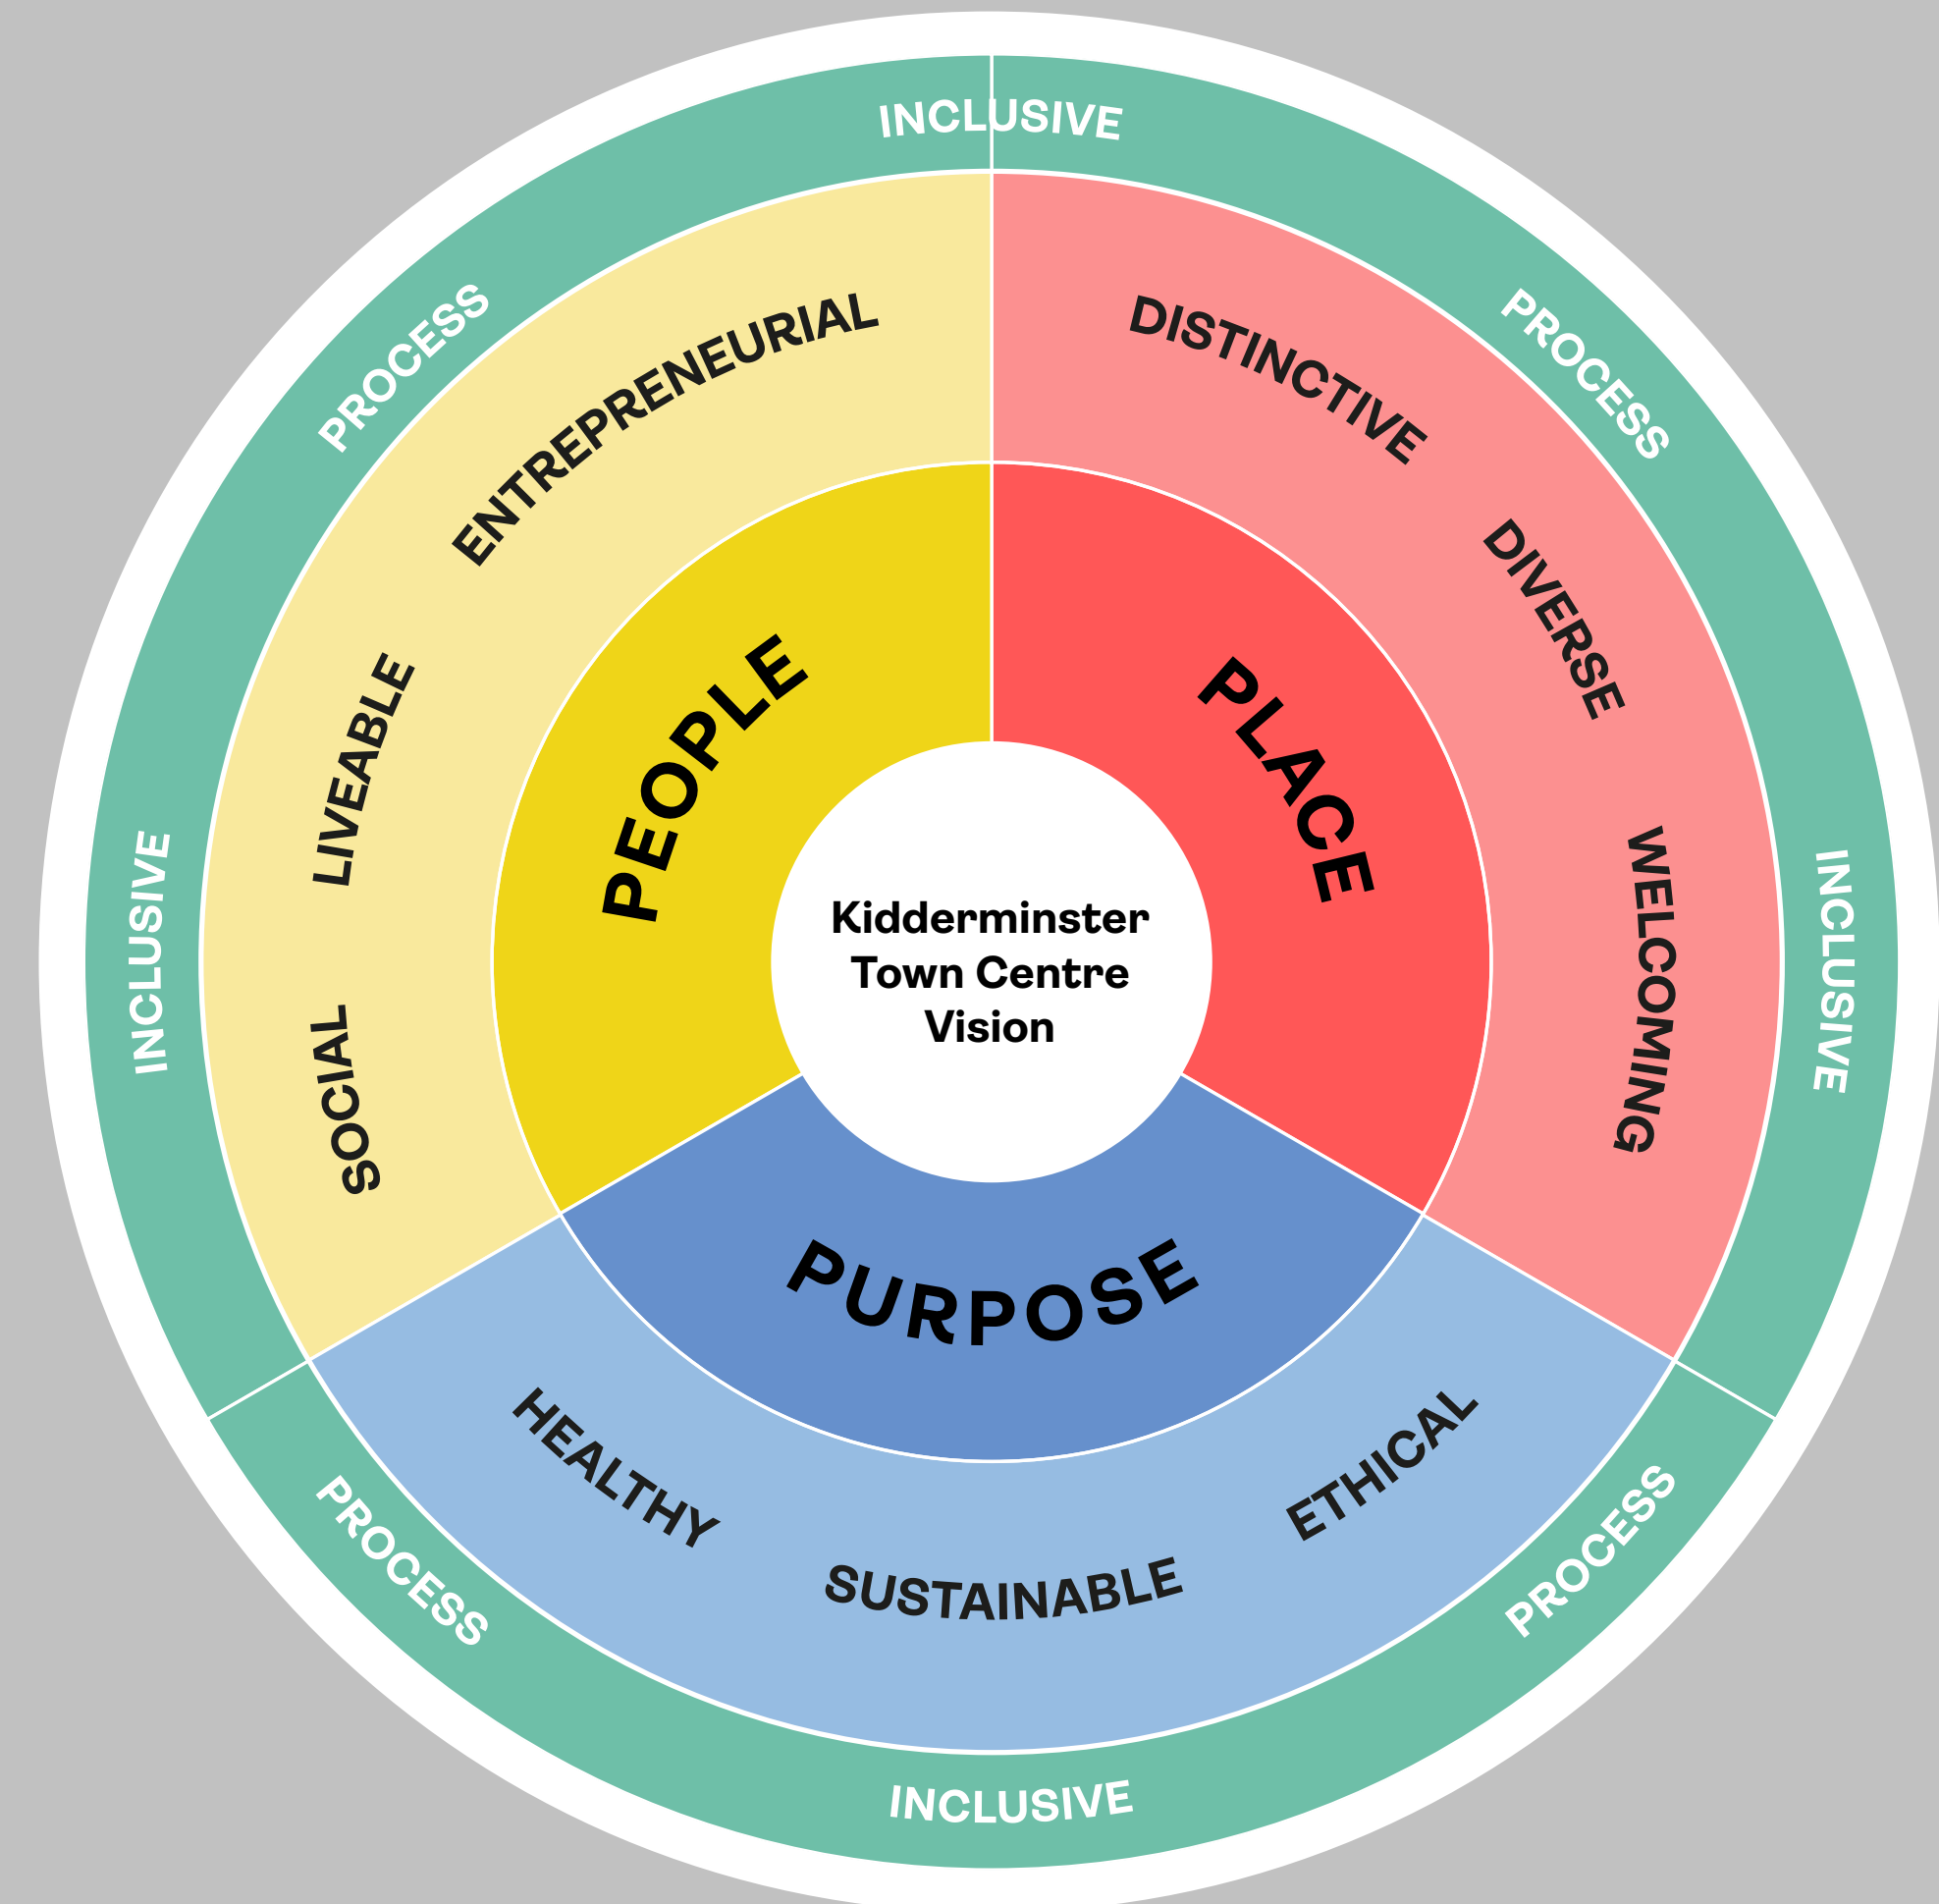 INCLUSIVE
PROCESS
INCLUSIVE
PROCESS
INCLUSIVE
PROCESS
INCLUSIVE
PROCESS
ENTREPRENEURIAL
LIVEABLE
SOCIAL
DISTINCTIVE
DIVERSE
WELCOMING
HEALTHY
SUSTAINABLE
ETHICAL
PEOPLE
PLACE
PURPOSE
Kidderminster
Town Centre
Vision